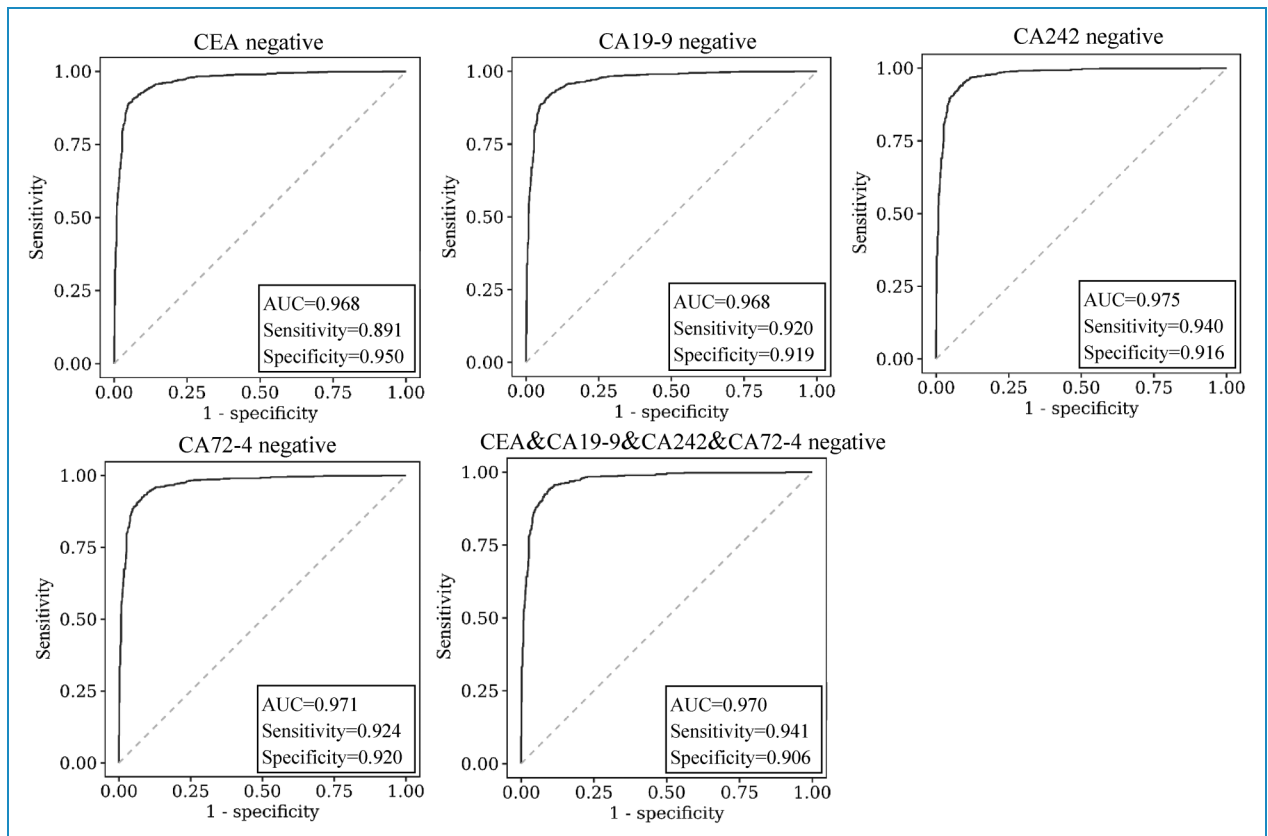 CEA negative
1.00
0.75
0.50
0.25
0.00
Sensitivity
AUC=0.968
Sensitivity=0.891
Specificity=0.950
0.00 0.25 0.50 0.75 1.00
1 - specificity
CA19-9 negative
1.00
0.75
0.50
0.25
0.00
Sensitivity
AUC=0.968
Sensitivity=0.920
Specificity=0.919
0.00 0.25 0.50 0.75 1.00
1 - specificity
CA242 negative
1.00
0.75
0.50
0.25
0.00
Sensitivity
AUC=0.975
Sensitivity=0.940
Specificity=0.916
0.00 0.25 0.50 0.75 1.00
1 - specificity
CA72-4 negative
1.00
0.75
0.50
0.25
0.00
Sensitivity
AUC=0.971
Sensitivity=0.924
Specificity=0.920
0.00 0.25 0.50 0.75 1.00
1 - specificity
CEA&CA19-9&CA242&CA72-4 negative
1.00
0.75
0.50
0.25
0.00
Sensitivity
AUC=0.970
Sensitivity=0.941
Specificity=0.906
0.00 0.25 0.50 0.75 1.00
1 - specificity